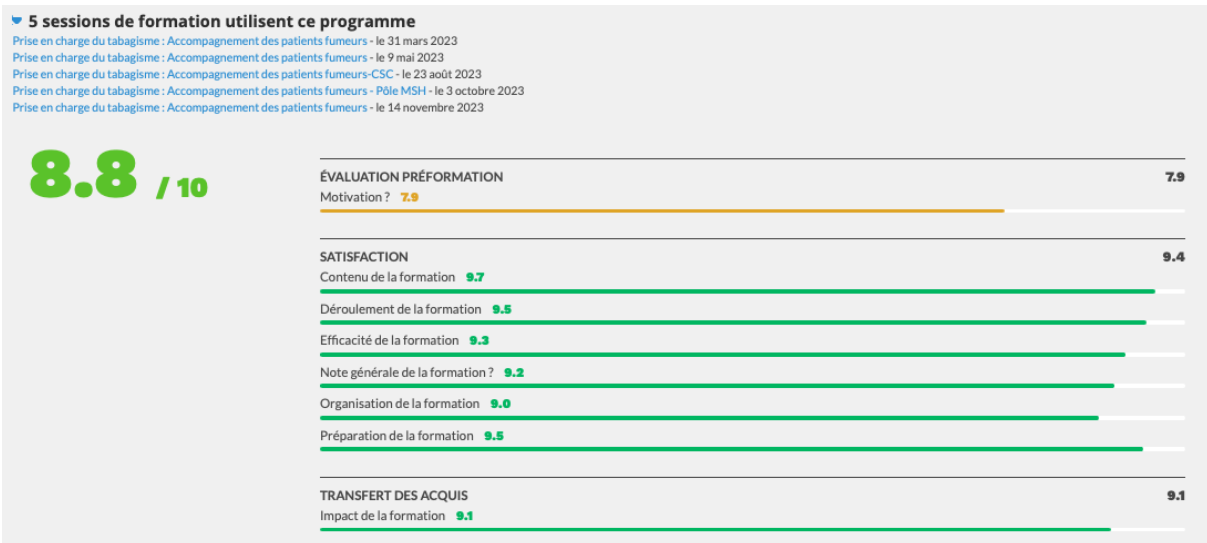 5 sessions de formation utilisent ce programme
Prise en charge du tabagisme : Accompagnement des patients fumeurs - le 31 mars 2023
Prise en charge du tabagisme : Accompagnement des patients fumeurs - le 9 mai 2023
Prise en charge du tabagisme : Accompagnement des patients fumeurs-CSC - le 23 août 2023
Prise en charge du tabagisme : Accompagnement des patients fumeurs - Pôle MSH - le 3 octobre 2023
Prise en charge du tabagisme : Accompagnement des patients fumeurs - le 14 novembre 2023
8.8 / 10
ÉVALUATION PRÉFORMATION 7.9
Motivation ? 7.9
SATISFACTION 9.4
Contenu de la formation 9.7
Déroulement de la formation 9.5
Efficacité de la formation 9.3
Note générale de la formation ? 9.2
Organisation de la formation 9.0
Préparation de la formation 9.5
TRANSFERT DES ACQUIS 9.1
Impact de la formation 9.1